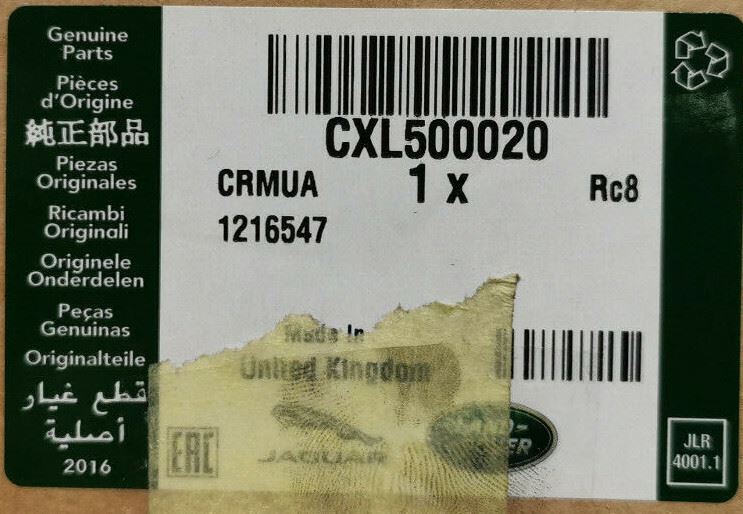 Genuine
Parts
Pièces
d'Origine
純正部品
Piezas
Originales
Ricambi
Originali
Originele
Onderdelen
Peças
Genuinas
Originalteile
قطع غيار
أصلية
2016
CXL500020
CRMUA
1 x
Rc8
1216547
Made in
United Kingdom
EAC
JAGUAR
JLR
4001.1